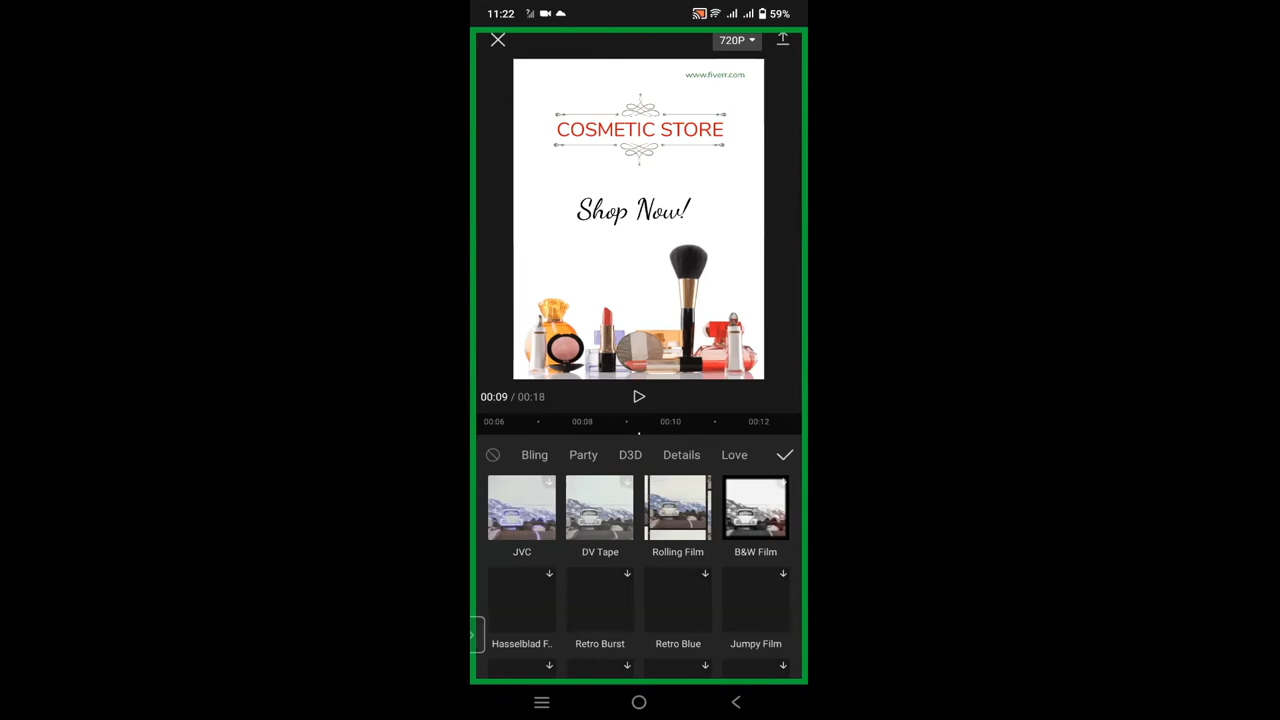 11:22 59%
720P
www.fiverr.com
COSMETIC STORE
Shop Now!
00:09 / 00:18
00:06 00:08 00:10 00:12
Bling Party D3D Details Love
JVC DV Tape Rolling Film B&W Film
Hasselblad F.. Retro Burst Retro Blue Jumpy Film